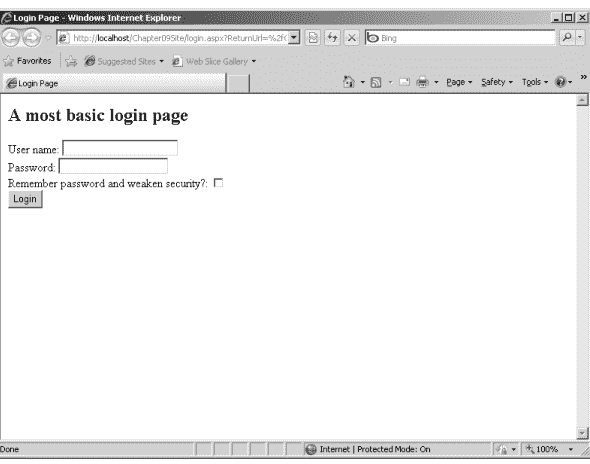 Login Page - Windows Internet Explorer
http://localhost/Chapter09Site/login.aspx?ReturnUrl=%2f
Bing
Favorites Suggested Sites Web Slice Gallery
Login Page Page Safety Tools »
A most basic login page
User name:
Password:
Remember password and weaken security?:
Login
Done Internet | Protected Mode: On 100%